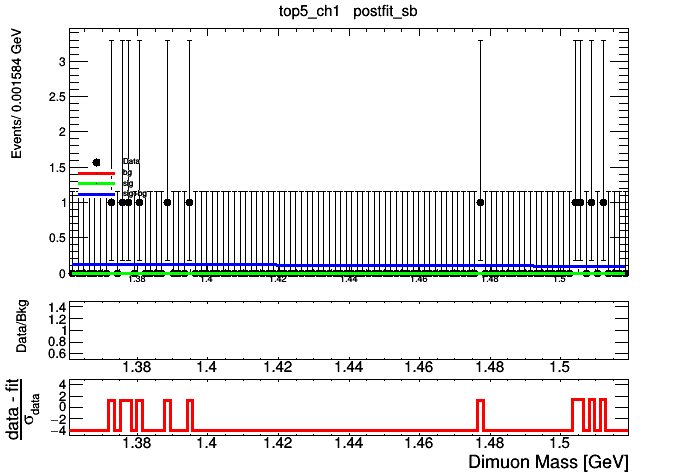 top5_ch1 postfit_sb
Events/ 0.001584 GeV
3
2.5
2
1.5
1
0.5
0
Data
bg
sig
sig+bg
1.38 1.4 1.42 1.44 1.46 1.48 1.5
Data/Bkg
1.4
1.2
1
0.8
0.6
1.38 1.4 1.42 1.44 1.46 1.48 1.5
data - fit
σdata
4
2
0
−2
−4
1.38 1.4 1.42 1.44 1.46 1.48 1.5
Dimuon Mass [GeV]